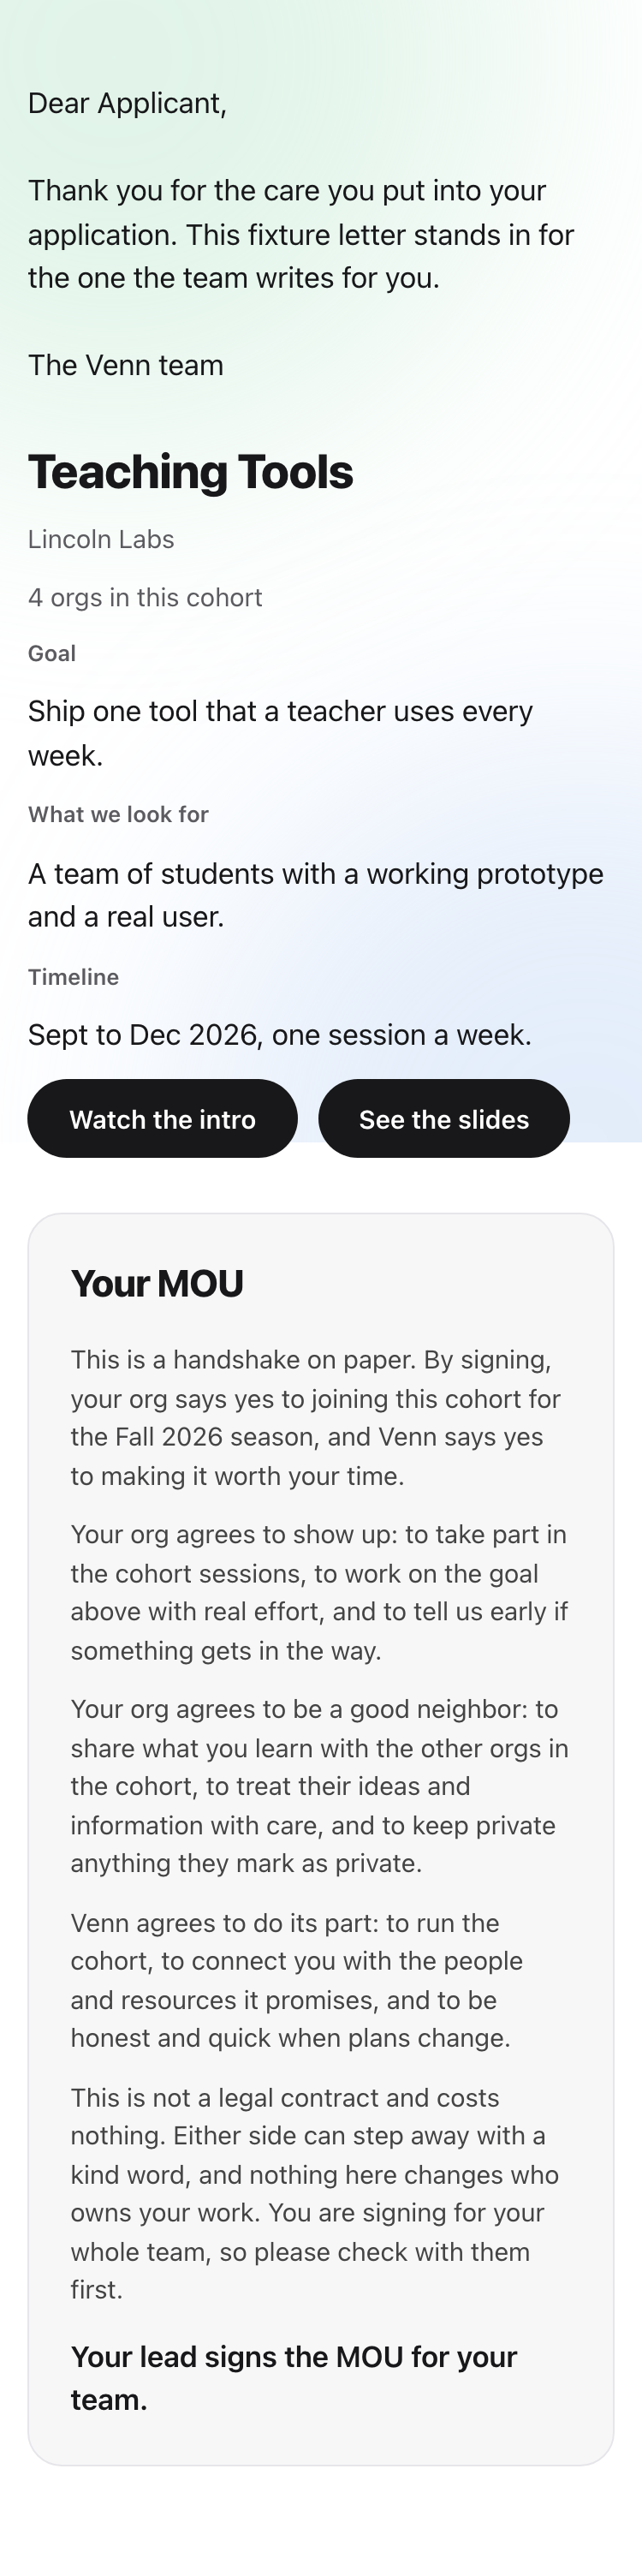 Dear Applicant,
Thank you for the care you put into your
application. This fixture letter stands in for
the one the team writes for you.
The Venn team
Teaching Tools
Lincoln Labs
4 orgs in this cohort
Goal
Ship one tool that a teacher uses every
week.
What we look for
A team of students with a working prototype
and a real user.
Timeline
Sept to Dec 2026, one session a week.
Watch the intro
See the slides
Your MOU
This is a handshake on paper. By signing,
your org says yes to joining this cohort for
the Fall 2026 season, and Venn says yes
to making it worth your time.
Your org agrees to show up: to take part in
the cohort sessions, to work on the goal
above with real effort, and to tell us early if
something gets in the way.
Your org agrees to be a good neighbor: to
share what you learn with the other orgs in
the cohort, to treat their ideas and
information with care, and to keep private
anything they mark as private.
Venn agrees to do its part: to run the
cohort, to connect you with the people
and resources it promises, and to be
honest and quick when plans change.
This is not a legal contract and costs
nothing. Either side can step away with a
kind word, and nothing here changes who
owns your work. You are signing for your
whole team, so please check with them
first.
Your lead signs the MOU for your
team.